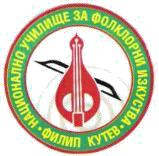 НАЦИОНАЛНО УЧИЛИЩЕ ЗА ФОЛКЛОРНИ ИЗКУСТВА
· ФИЛИП КУТЕВ ·